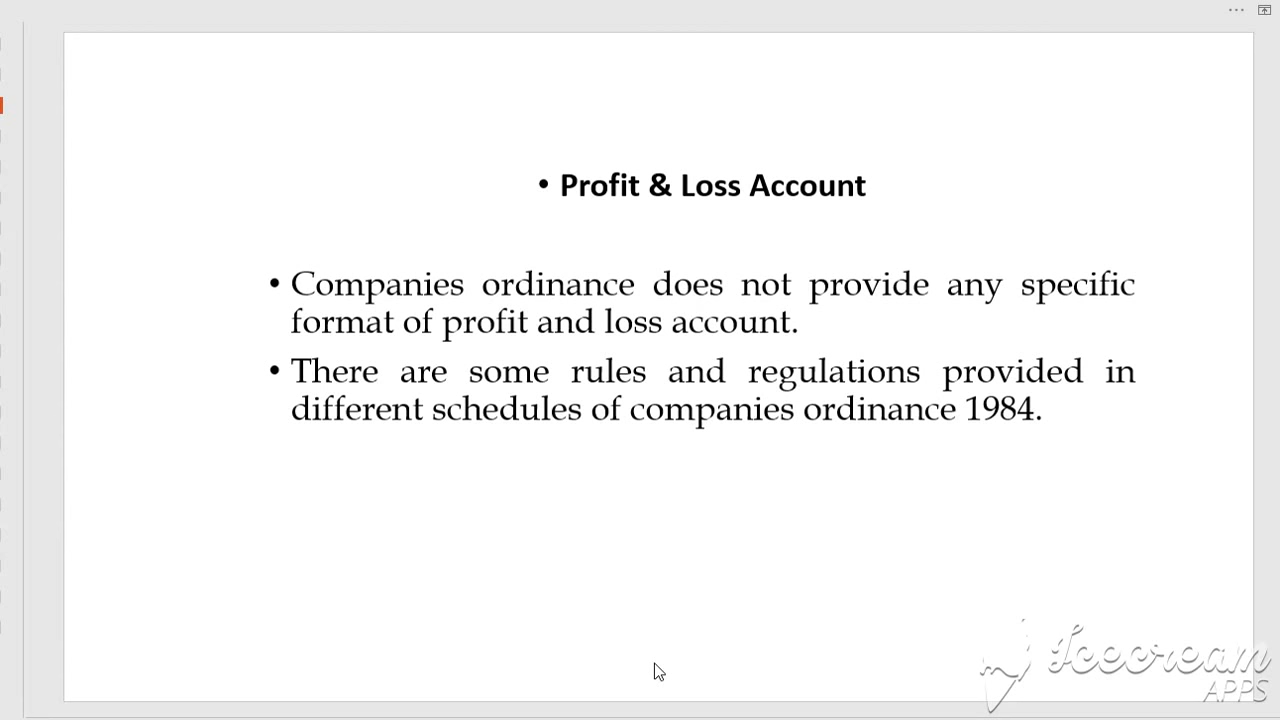 • Profit & Loss Account
• Companies ordinance does not provide any specific
format of profit and loss account.
• There are some rules and regulations provided in
different schedules of companies ordinance 1984.
Icecream
APPS